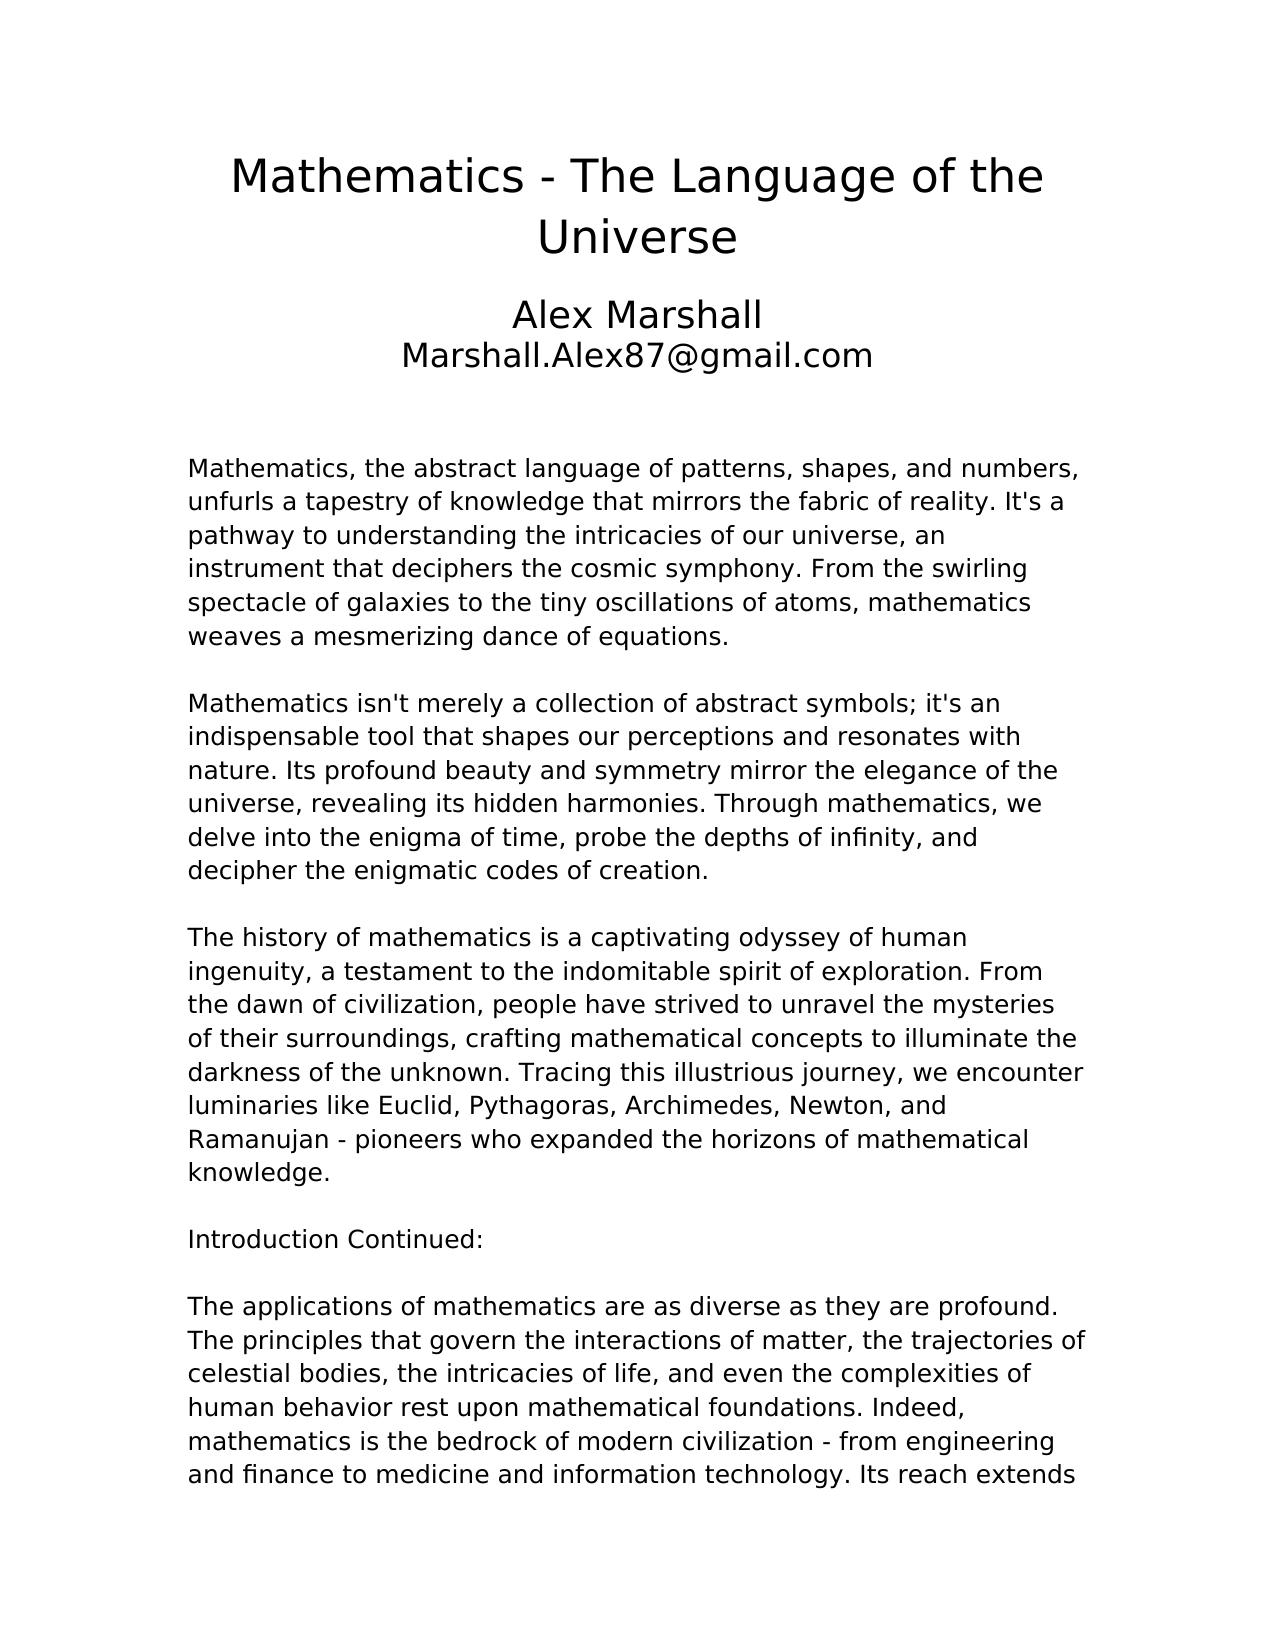 Mathematics - The Language of the
Universe
Alex Marshall
Marshall.Alex87@gmail.com
Mathematics, the abstract language of patterns, shapes, and numbers,
unfurls a tapestry of knowledge that mirrors the fabric of reality. It's a
pathway to understanding the intricacies of our universe, an
instrument that deciphers the cosmic symphony. From the swirling
spectacle of galaxies to the tiny oscillations of atoms, mathematics
weaves a mesmerizing dance of equations.
Mathematics isn't merely a collection of abstract symbols; it's an
indispensable tool that shapes our perceptions and resonates with
nature. Its profound beauty and symmetry mirror the elegance of the
universe, revealing its hidden harmonies. Through mathematics, we
delve into the enigma of time, probe the depths of infinity, and
decipher the enigmatic codes of creation.
The history of mathematics is a captivating odyssey of human
ingenuity, a testament to the indomitable spirit of exploration. From
the dawn of civilization, people have strived to unravel the mysteries
of their surroundings, crafting mathematical concepts to illuminate the
darkness of the unknown. Tracing this illustrious journey, we encounter
luminaries like Euclid, Pythagoras, Archimedes, Newton, and
Ramanujan - pioneers who expanded the horizons of mathematical
knowledge.
Introduction Continued:
The applications of mathematics are as diverse as they are profound.
The principles that govern the interactions of matter, the trajectories of
celestial bodies, the intricacies of life, and even the complexities of
human behavior rest upon mathematical foundations. Indeed,
mathematics is the bedrock of modern civilization - from engineering
and finance to medicine and information technology. Its reach extends